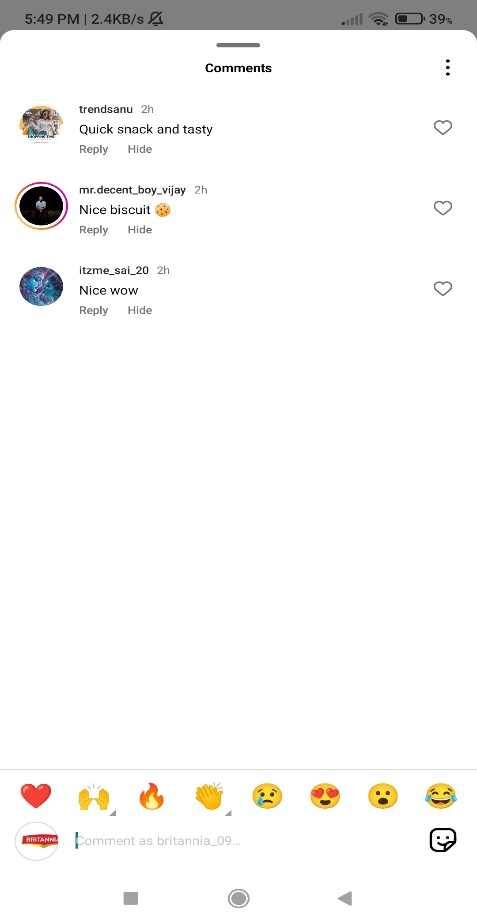 5:49 PM | 2.4KB/s 39%
Comments
trendsanu 2h
Quick snack and tasty
Reply Hide
mr.decent_boy_vijay 2h
Nice biscuit 🍪
Reply Hide
itzme_sai_20 2h
Nice wow
Reply Hide
BRITANNI
Comment as britannia_09...